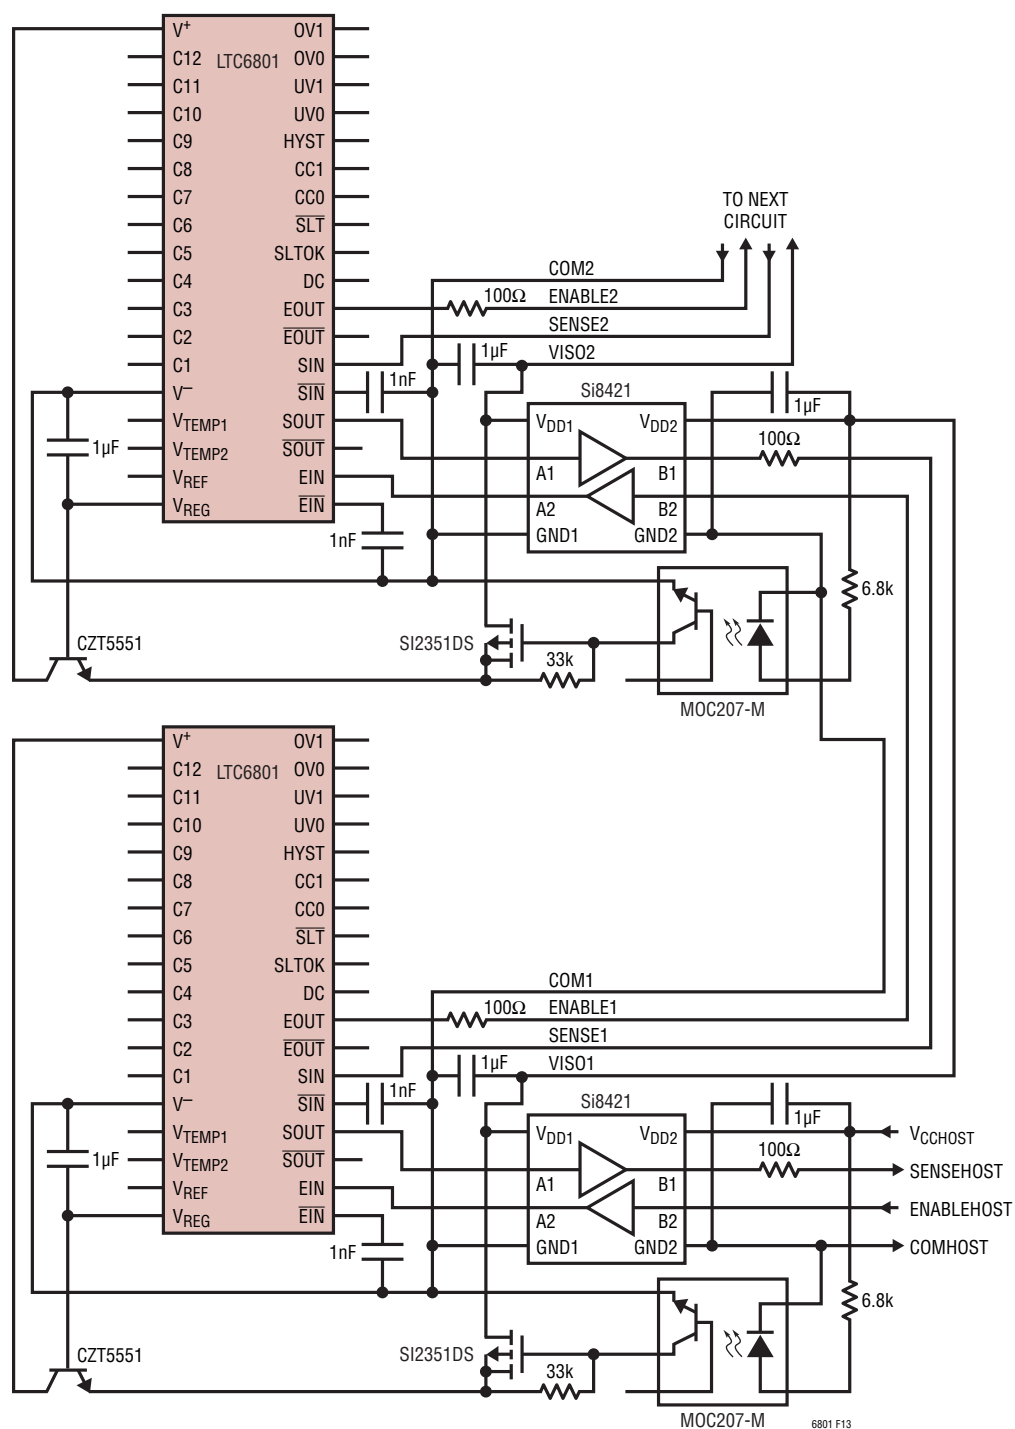 V+ OV1
C12 LTC6801 OV0
C11 UV1
C10 UV0
C9 HYST
C8 CC1
C7 CC0
C6 SLT
C5 SLTOK
C4 DC
C3 EOUT
C2 EOUT
C1 SIN
V– SIN
VTEMP1 SOUT
VTEMP2 SOUT
VREF EIN
VREG EIN
TO NEXT
CIRCUIT
COM2
100Ω ENABLE2
SENSE2
1µF VISO2
1nF
Si8421
1µF
VDD1 VDD2
100Ω
1µF
A1 B1
A2 B2
GND1 GND2
1nF
6.8k
CZT5551
SI2351DS
33k
MOC207-M
V+ OV1
C12 LTC6801 OV0
C11 UV1
C10 UV0
C9 HYST
C8 CC1
C7 CC0
C6 SLT
C5 SLTOK
C4 DC
C3 EOUT
C2 EOUT
C1 SIN
V– SIN
VTEMP1 SOUT
VTEMP2 SOUT
VREF EIN
VREG EIN
COM1
100Ω ENABLE1
SENSE1
1µF VISO1
1nF
Si8421
1µF
VDD1 VDD2
VCCHOST
100Ω
1µF
A1 B1
SENSEHOST
A2 B2
ENABLEHOST
GND1 GND2
COMHOST
1nF
6.8k
CZT5551
SI2351DS
33k
MOC207-M
6801 F13